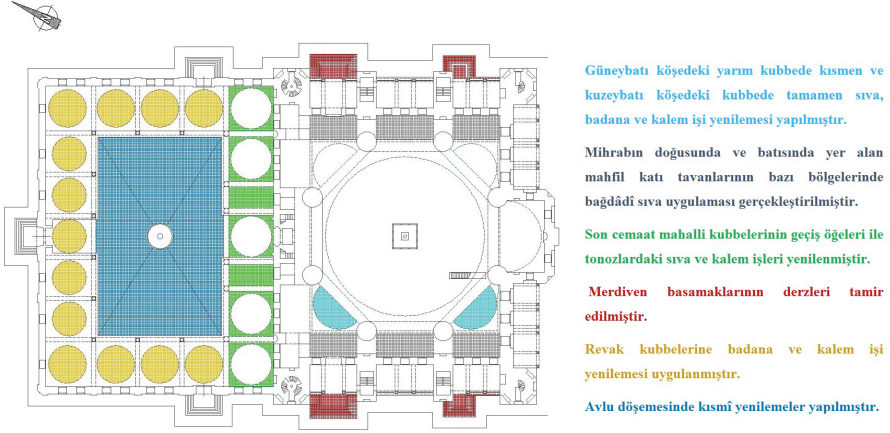 Güneybatı köşedeki yarım kubbede kısmen ve
kuzeybatı köşedeki kubbede tamamen sıva,
badana ve kalem işi yenilemesi yapılmıştır.
Mihrabın doğusunda ve batısında yer alan
mahfil katı tavanlarının bazı bölgelerinde
bağdâdî sıva uygulaması gerçekleştirilmiştir.
Son cemaat mahalli kubbelerinin geçiş öğeleri ile
tonozlardaki sıva ve kalem işleri yenilenmiştir.
Merdiven basamaklarının derzleri tamir
edilmiştir.
Revak kubbelerine badana ve kalem işi
yenilemesi uygulanmıştır.
Avlu döşemesinde kısmî yenilemeler yapılmıştır.